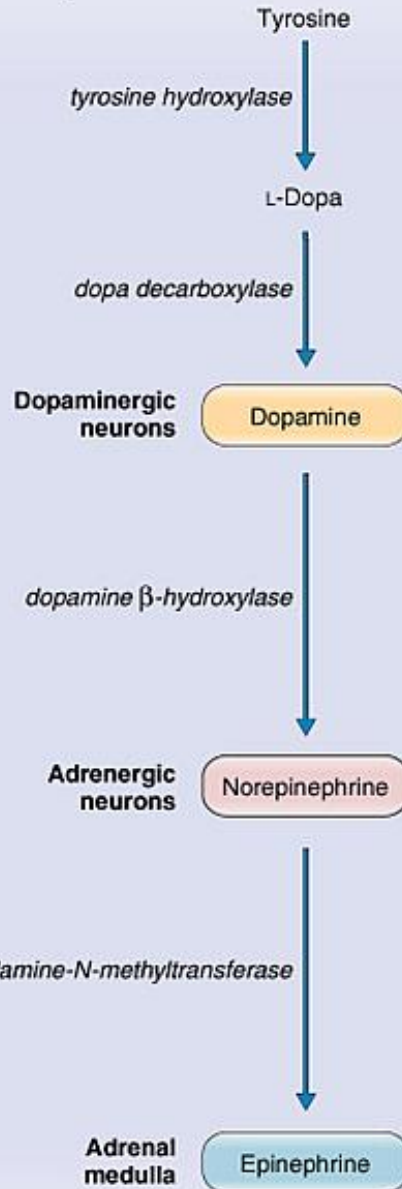 Tyrosine
tyrosine hydroxylase
L-Dopa
dopa decarboxylase
Dopaminergic
neurons
Dopamine
dopamine β-hydroxylase
Adrenergic
neurons
Norepinephrine
amine-N-methyltransferase
Adrenal
medulla
Epinephrine